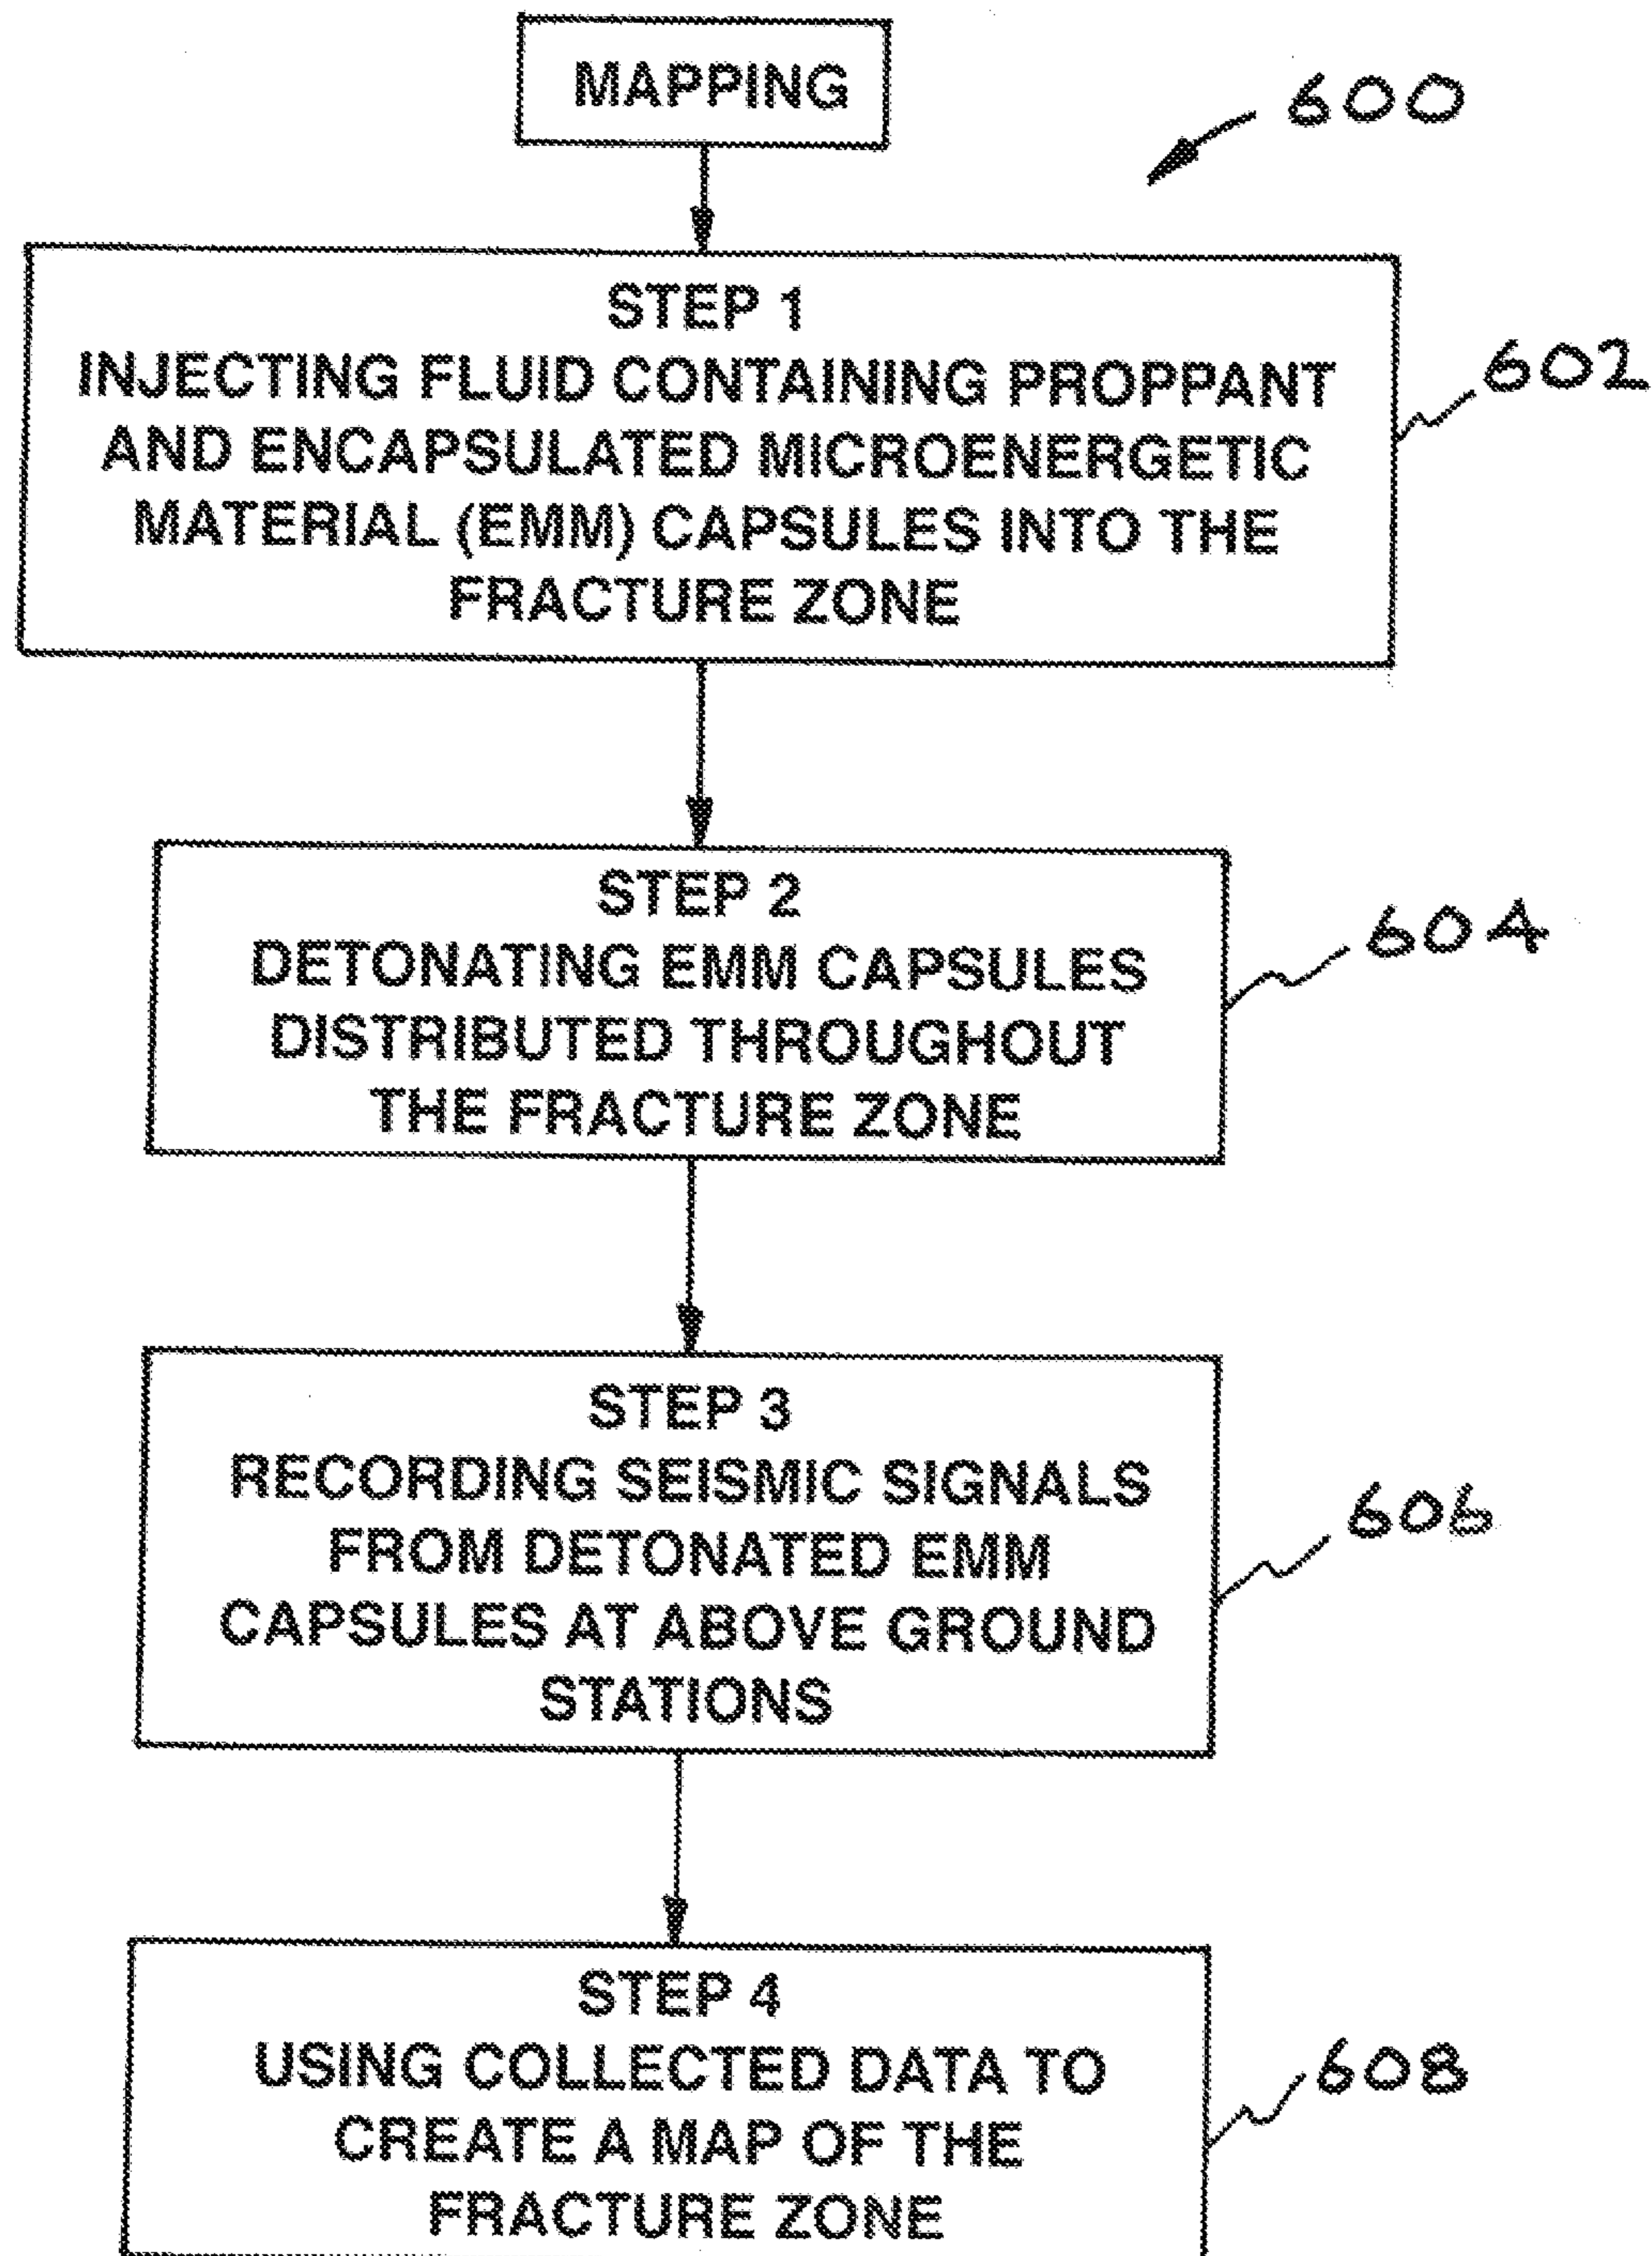 MAPPING
600
STEP 1
INJECTING FLUID CONTAINING PROPPANT
AND ENCAPSULATED MICROENERGETIC
MATERIAL (EMM) CAPSULES INTO THE
FRACTURE ZONE
602
STEP 2
DETONATING EMM CAPSULES
DISTRIBUTED THROUGHOUT
THE FRACTURE ZONE
604
STEP 3
RECORDING SEISMIC SIGNALS
FROM DETONATED EMM
CAPSULES AT ABOVE GROUND
STATIONS
606
STEP 4
USING COLLECTED DATA TO
CREATE A MAP OF THE
FRACTURE ZONE
608